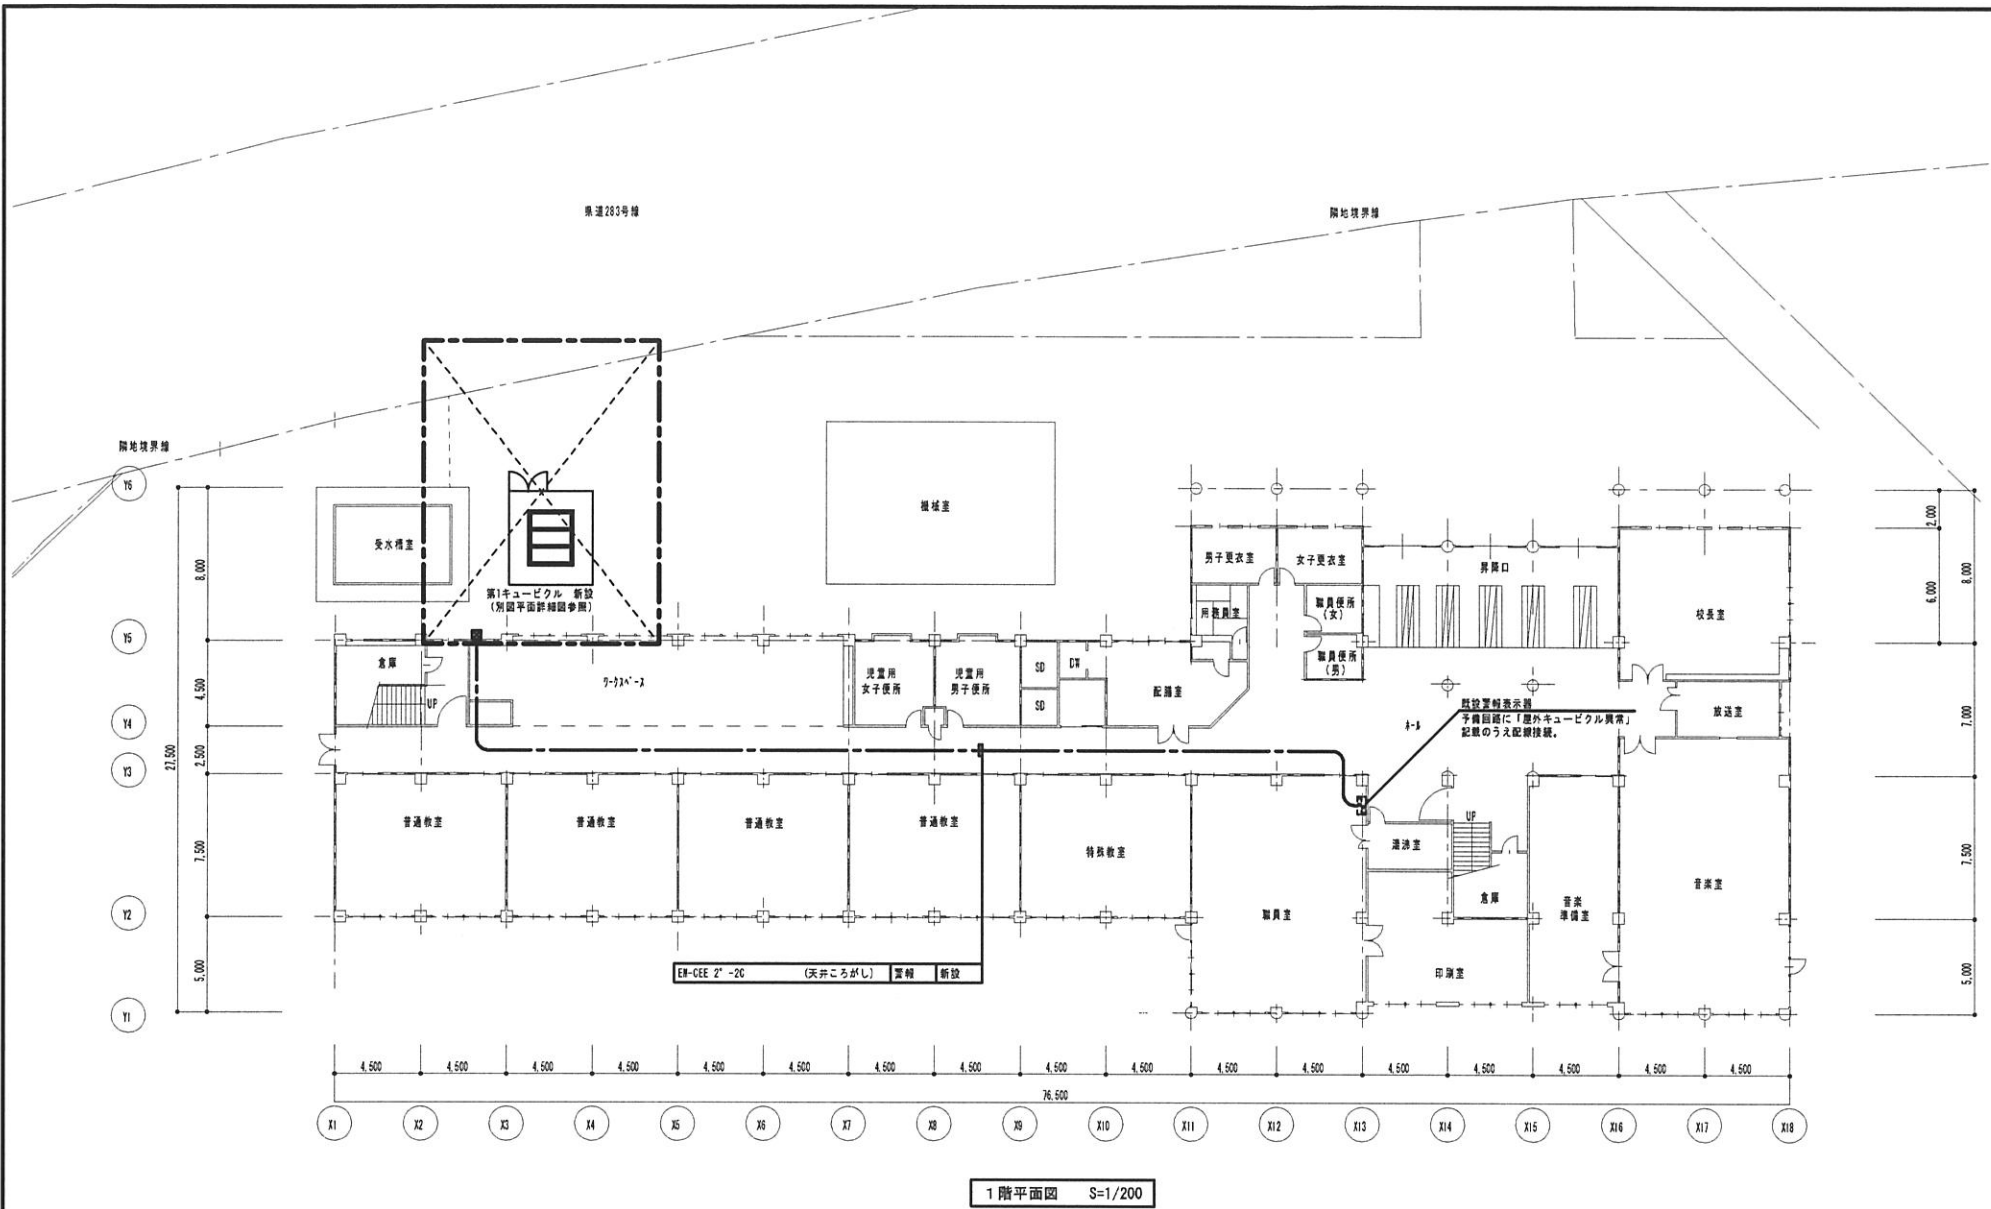 県道283号線
隣地境界線
隣地境界線
Y6
機械室
受水槽室
第1キュービクル 新設
(別図平面詳細図参照)
男子更衣室
女子更衣室
昇降口
用務員室
職員便所
(女)
職員便所
(男)
校長室
2,000
6,000
8,000
8,000
Y5
倉庫
UP
ワークスペース
児童用
女子便所
児童用
男子便所
SD
SD
DW
配膳室
ホール
既設警報表示器
予備回路に「屋外キュービクル異常」
記載のうえ配線接続。
放送室
4,500
7,000
Y4
27,500
2,500
Y3
普通教室
普通教室
普通教室
普通教室
特殊教室
職員室
湯沸室
UP
倉庫
音楽
準備室
音楽室
7,500
7,500
Y2
印刷室
EM-CEE 2°-2C (天井ころがし) 警報 新設
5,000
5,000
Y1
4,500 4,500 4,500 4,500 4,500 4,500 4,500 4,500 4,500 4,500 4,500 4,500 4,500 4,500 4,500 4,500 4,500
76,500
X1 X2 X3 X4 X5 X6 X7 X8 X9 X10 X11 X12 X13 X14 X15 X16 X17 X18
1階平面図 S=1/200